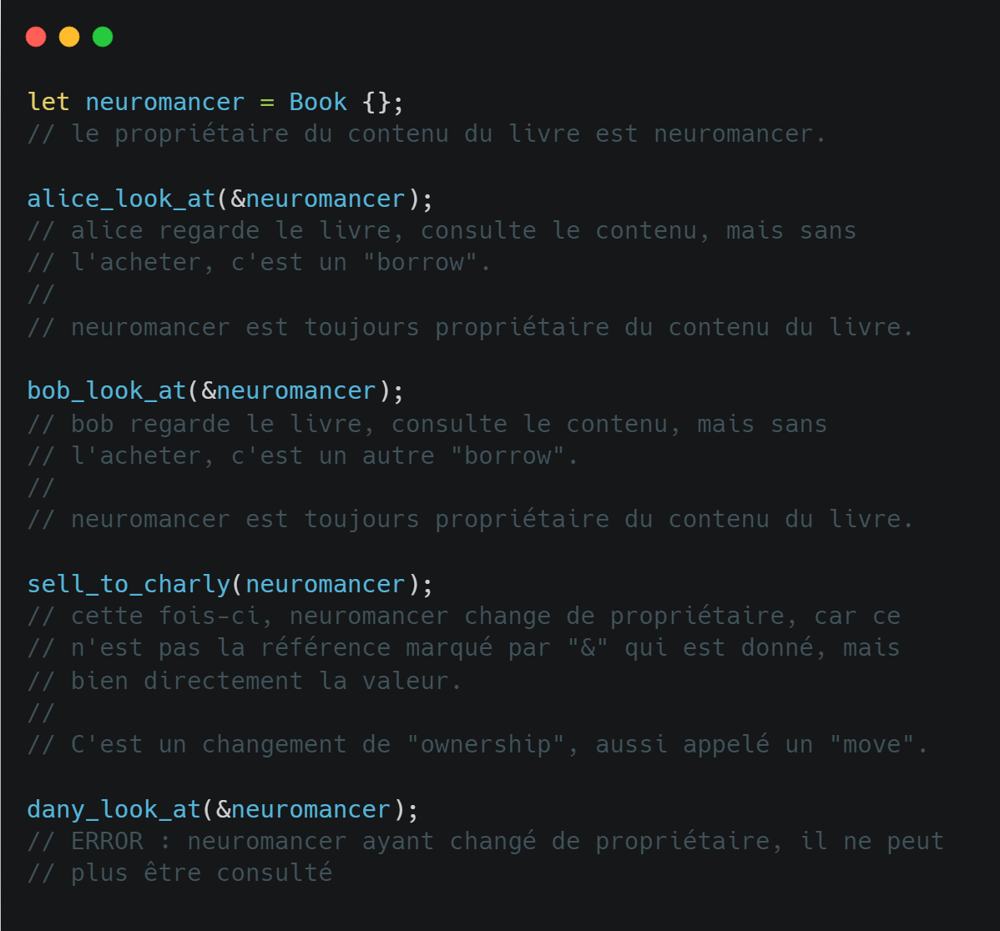 let neuromancer = Book {};
// le propriétaire du contenu du livre est neuromancer.
alice_look_at(&neuromancer);
// alice regarde le livre, consulte le contenu, mais sans
// l'acheter, c'est un "borrow".
//
// neuromancer est toujours propriétaire du contenu du livre.
bob_look_at(&neuromancer);
// bob regarde le livre, consulte le contenu, mais sans
// l'acheter, c'est un autre "borrow".
//
// neuromancer est toujours propriétaire du contenu du livre.
sell_to_charly(neuromancer);
// cette fois-ci, neuromancer change de propriétaire, car ce
// n'est pas la référence marqué par "&" qui est donné, mais
// bien directement la valeur.
//
// C'est un changement de "ownership", aussi appelé un "move".
dany_look_at(&neuromancer);
// ERROR : neuromancer ayant changé de propriétaire, il ne peut
// plus être consulté